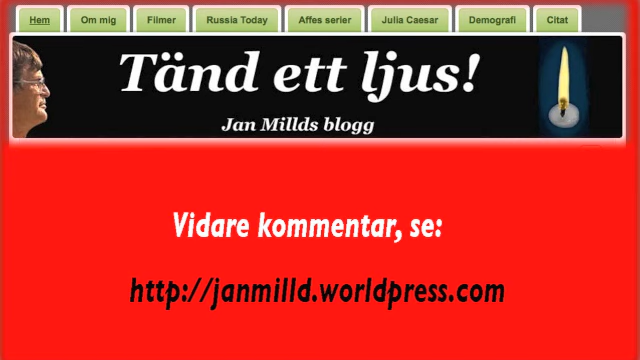 Hem Om mig Filmer Russia Today Affes serier Julia Caesar Demografi Citat
Tänd ett ljus!
Jan Millds blogg
Vidare kommentar, se:
http://janmilld.worldpress.com